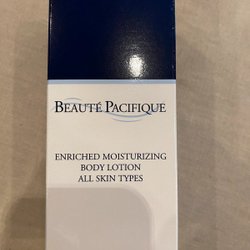 BEAUTÉ PACIFIQUE
ENRICHED MOISTURIZING
BODY LOTION
ALL SKIN TYPES